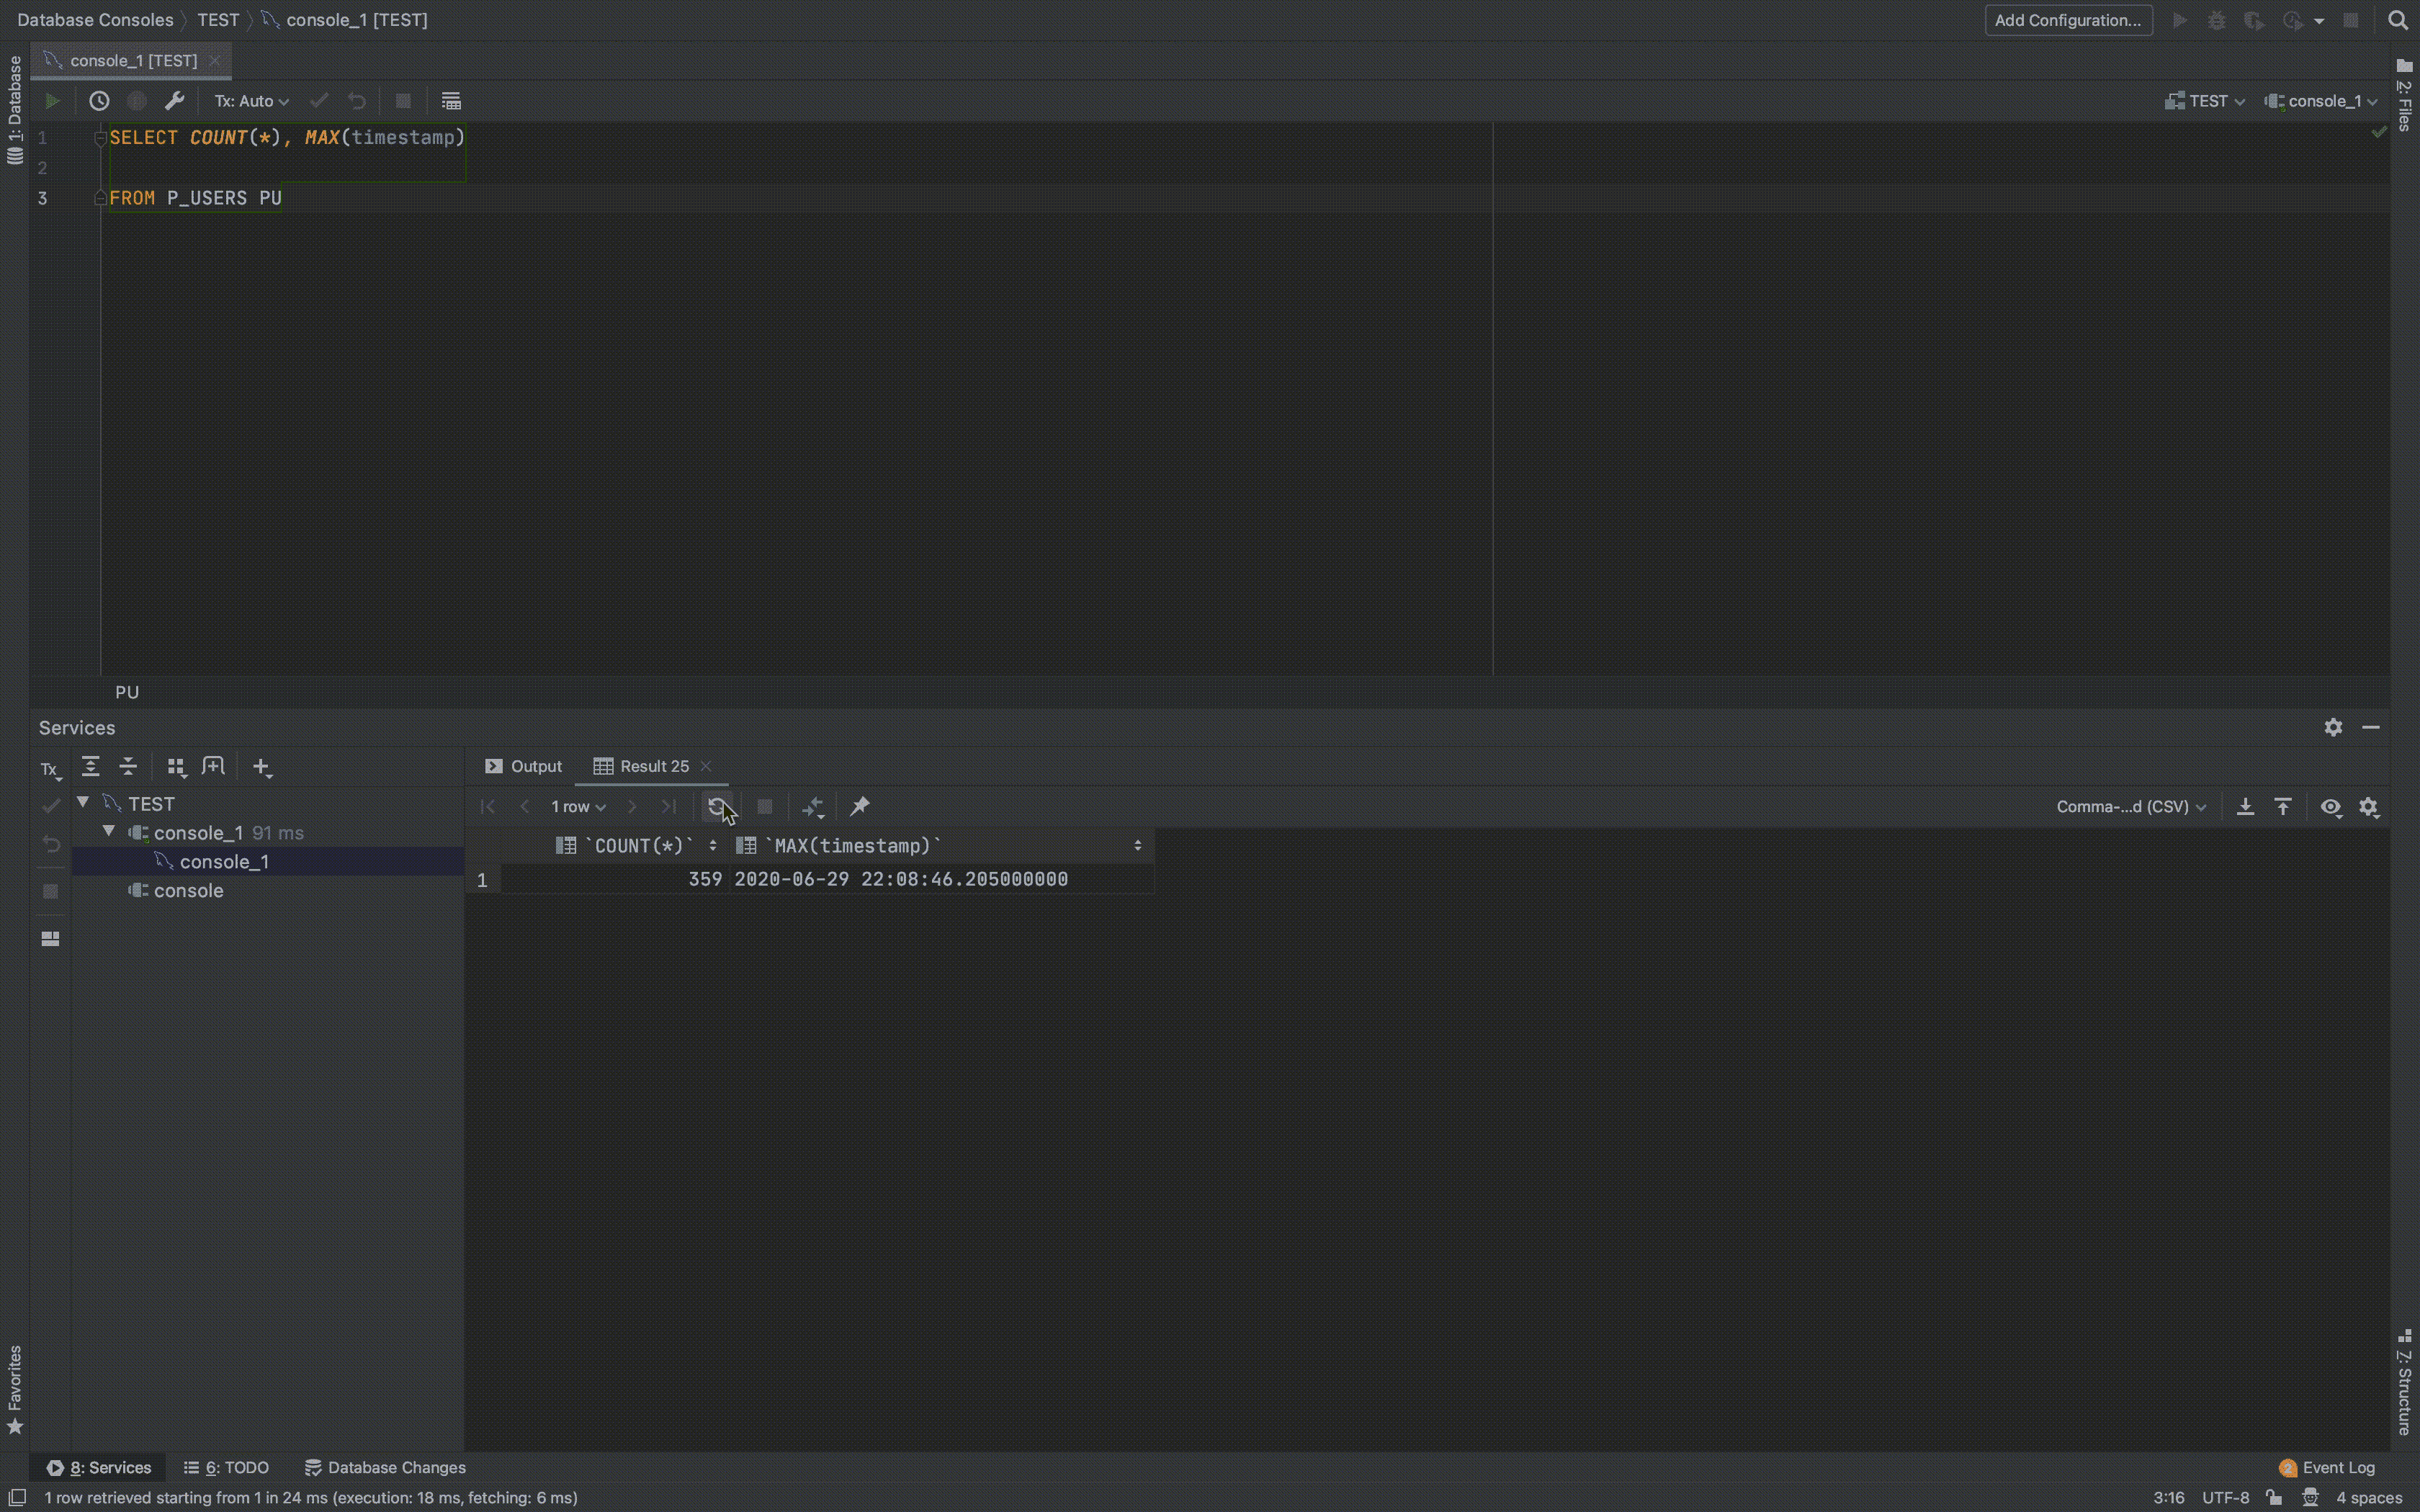 Database Consoles TEST console_1 [TEST] Add Configuration...
console_1 [TEST]
1: Database
2: Files
Tx: Auto TEST console_1
1 SELECT COUNT(*), MAX(timestamp)
2
3 FROM P_USERS PU
PU
Services
Tx Output Result 25
TEST 1 row Comma-...d (CSV)
console_1 91 ms `COUNT(*)` `MAX(timestamp)`
console_1
1 359 2020-06-29 22:08:46.205000000
console
Favorites
7: Structure
8: Services 6: TODO Database Changes 2 Event Log
1 row retrieved starting from 1 in 24 ms (execution: 18 ms, fetching: 6 ms) 3:16 UTF-8 4 spaces